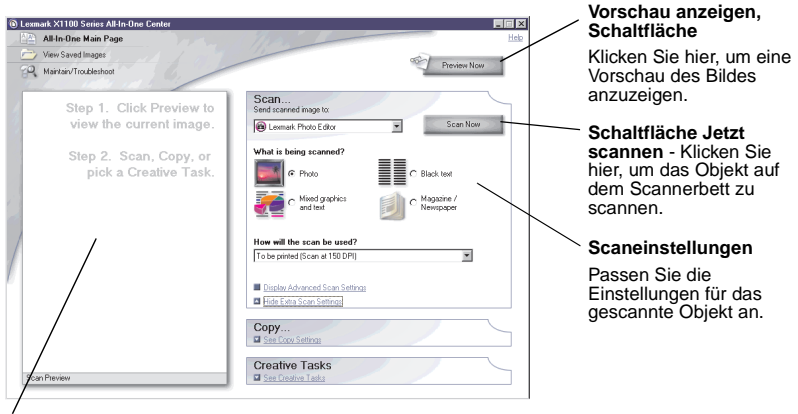 Lexmark X1100 Series All-In-One Center
All-In-One Main Page
Help
View Saved Images
Maintain/Troubleshoot
Preview Now
Step 1. Click Preview to
view the current image.
Step 2. Scan, Copy, or
pick a Creative Task.
Scan Preview
Scan...
Send scanned image to:
Lexmark Photo Editor
Scan Now
What is being scanned?
Photo
Black text
Mixed graphics
and text
Magazine /
Newspaper
How will the scan be used?
To be printed (Scan at 150 DPI)
Display Advanced Scan Settings
Hide Extra Scan Settings
Copy...
See Copy Settings
Creative Tasks
See Creative Tasks
Vorschau anzeigen,
Schaltfläche
Klicken Sie hier, um eine
Vorschau des Bildes
anzuzeigen.
Schaltfläche Jetzt
scannen - Klicken Sie
hier, um das Objekt auf
dem Scannerbett zu
scannen.
Scaneinstellungen
Passen Sie die
Einstellungen für das
gescannte Objekt an.